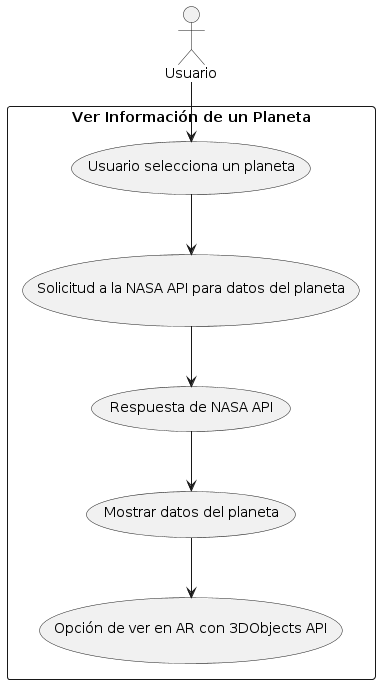 Usuario
Ver Información de un Planeta
Usuario selecciona un planeta
Solicitud a la NASA API para datos del planeta
Respuesta de NASA API
Mostrar datos del planeta
Opción de ver en AR con 3DObjects API